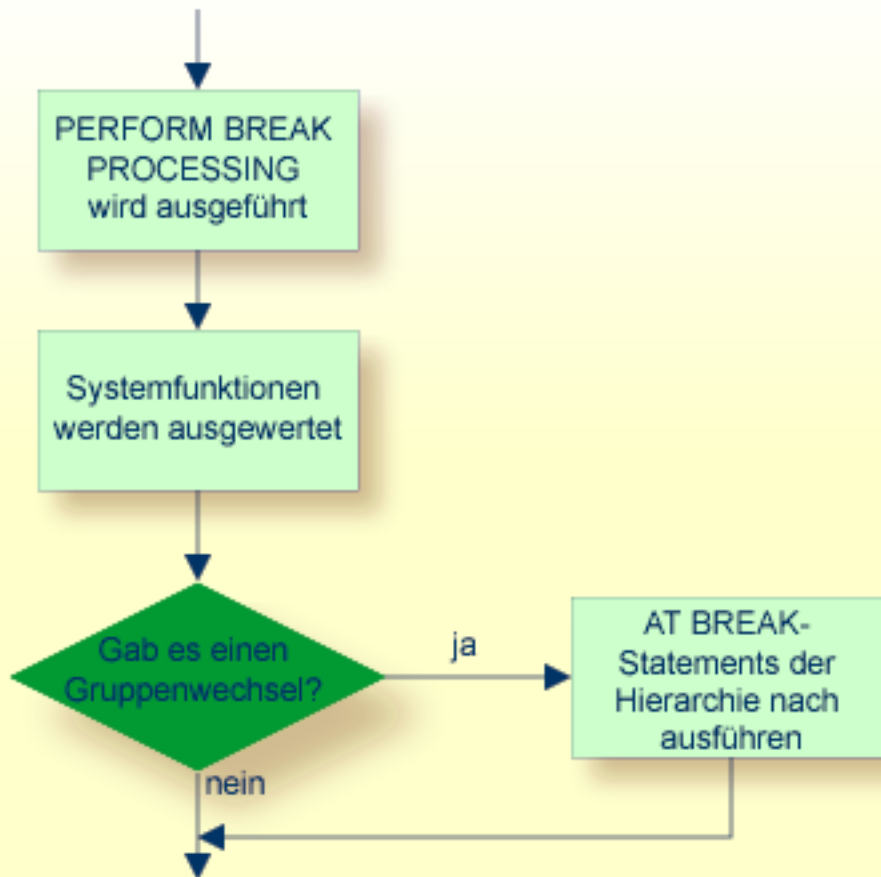 PERFORM BREAK
PROCESSING
wird ausgeführt
Systemfunktionen
werden ausgewertet
Gab es einen
Gruppenwechsel?
ja
AT BREAK-
Statements der
Hierarchie nach
ausführen
nein